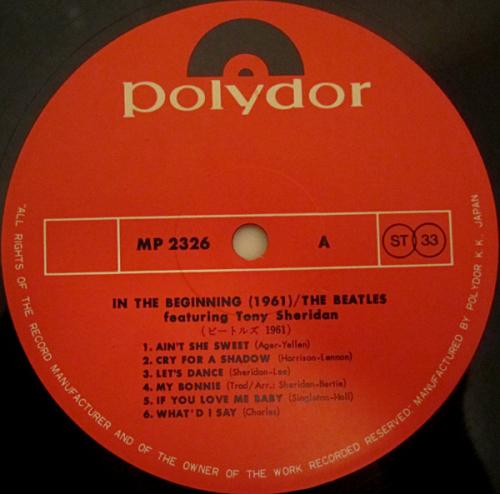 polydor
MP 2326 A ST 33
IN THE BEGINNING (1961)/THE BEATLES
featuring Tony Sheridan
(ビートルズ 1961)
1. AIN'T SHE SWEET (Ager-Yellen)
2. CRY FOR A SHADOW (Harrison-Lennon)
3. LET'S DANCE (Sheridan-Lee)
4. MY BONNIE (Trad/Arr.: Sheridan-Bertie)
5. IF YOU LOVE ME BABY (Singleton-Hall)
6. WHAT'D I SAY (Charles)
"ALL RIGHTS OF THE RECORD MANUFACTURER AND OF THE OWNER OF THE WORK RECORDED RESERVED" MANUFACTURED BY POLYDOR K.K. JAPAN